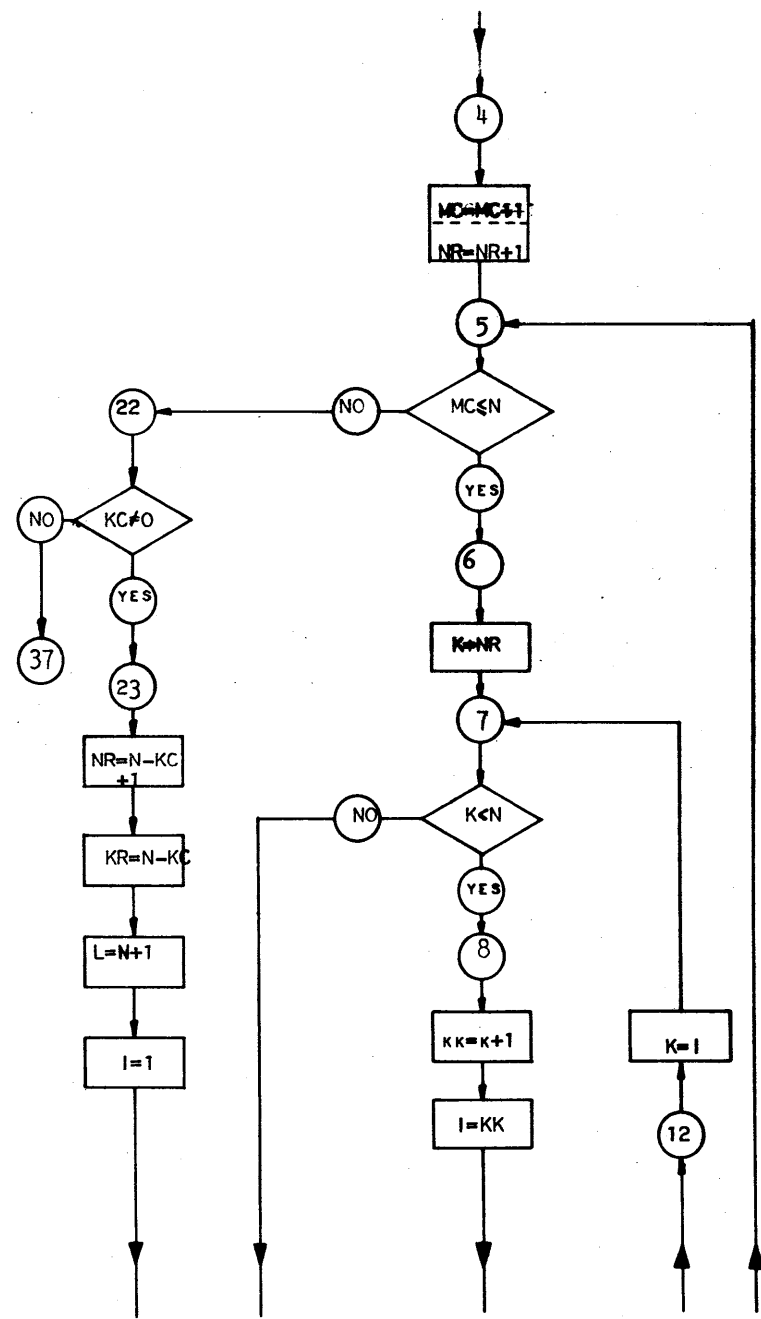 4
MC=MC+1
NR=NR+1
5
MC≤N
NO
22
YES
KC≠0
NO
6
YES
37
K=NR
23
7
NR=N-KC
+1
K<N
NO
KR=N-KC
YES
8
L=N+1
KK=K+1
K=I
I=1
I=KK
12